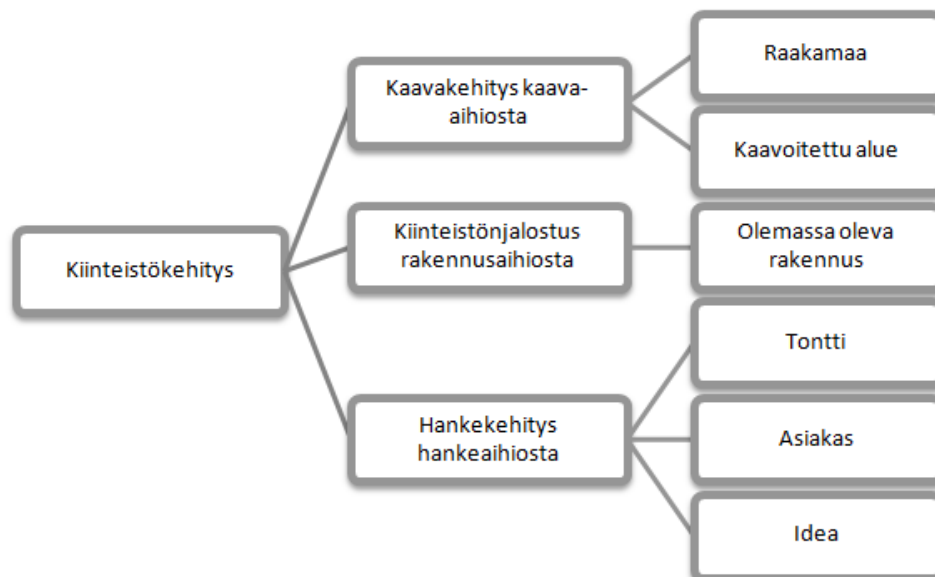 Kiinteistökehitys
Kaavakehitys kaava-
aihiosta
Raakamaa
Kaavoitettu alue
Kiinteistönjalostus
rakennusaihiosta
Olemassa oleva
rakennus
Hankekehitys
hankeaihiosta
Tontti
Asiakas
Idea